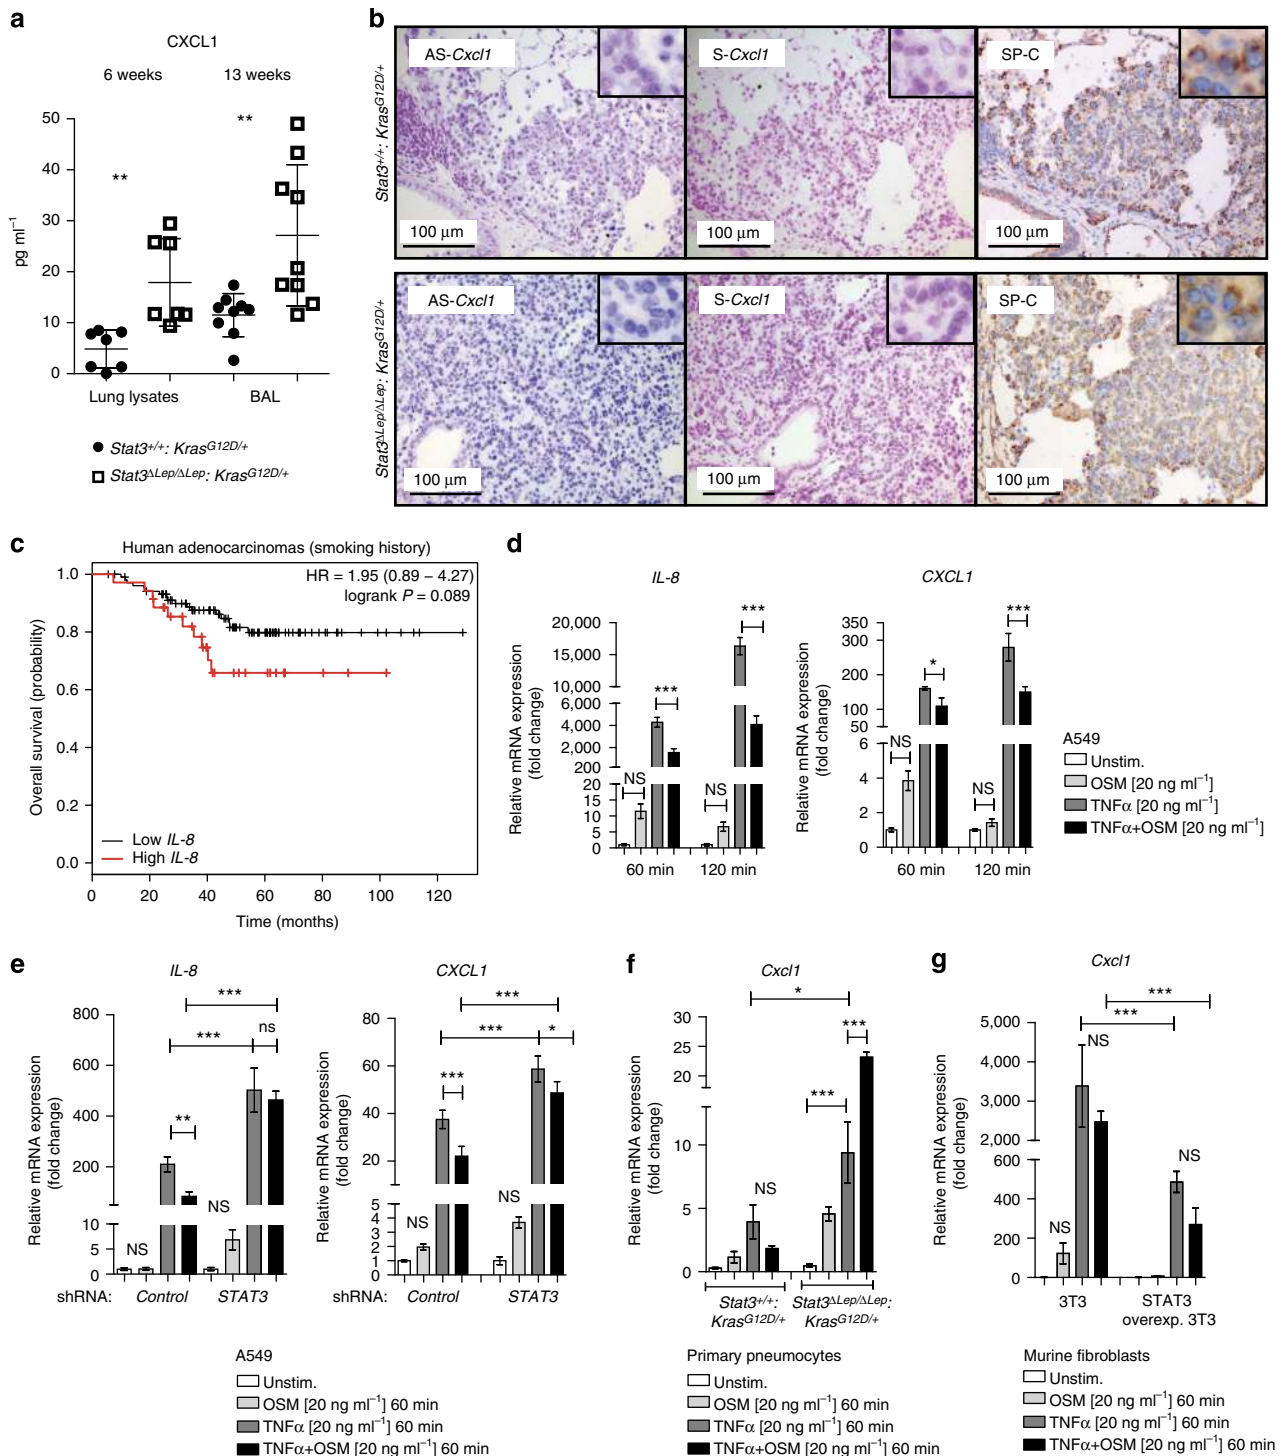 a
CXCL1
6 weeks 13 weeks
** **
pg ml⁻¹
50
40
30
20
10
0
Lung lysates BAL
Stat3+/+: KrasG12D/+
Stat3ΔLep/ΔLep: KrasG12D/+
b
Stat3+/+: KrasG12D/+
AS-Cxcl1 S-Cxcl1 SP-C
100 μm 100 μm 100 μm
Stat3ΔLep/ΔLep: KrasG12D/+
AS-Cxcl1 S-Cxcl1 SP-C
100 μm 100 μm 100 μm
c
Human adenocarcinomas (smoking history)
HR = 1.95 (0.89 – 4.27)
logrank P = 0.089
Overall survival (probability)
1.0
0.8
0.6
0.4
0.2
0.0
Low IL-8
High IL-8
0 20 40 60 80 100 120
Time (months)
d
IL-8
Relative mRNA expression
(fold change)
20,000
15,000
10,000
6,000
4,000
2,000
200
20
15
10
5
0
NS *** NS ***
60 min 120 min
CXCL1
Relative mRNA expression
(fold change)
350
300
200
100
50
6
4
2
0
NS * NS ***
60 min 120 min
A549
Unstim.
OSM [20 ng ml⁻¹]
TNFα [20 ng ml⁻¹]
TNFα+OSM [20 ng ml⁻¹]
e
IL-8
Relative mRNA expression
(fold change)
800
600
400
200
10
5
0
***
*** ns
**
NS NS
shRNA: Control STAT3
CXCL1
Relative mRNA expression
(fold change)
80
60
40
20
5
4
3
2
1
0
***
*** *
***
NS NS
shRNA: Control STAT3
A549
Unstim.
OSM [20 ng ml⁻¹] 60 min
TNFα [20 ng ml⁻¹] 60 min
TNFα+OSM [20 ng ml⁻¹] 60 min
f
Cxcl1
Relative mRNA expression
(fold change)
30
25
20
10
5
0
*
***
***
NS
Stat3+/+: Stat3ΔLep/ΔLep:
KrasG12D/+ KrasG12D/+
Primary pneumocytes
Unstim.
OSM [20 ng ml⁻¹] 60 min
TNFα [20 ng ml⁻¹] 60 min
TNFα+OSM [20 ng ml⁻¹] 60 min
g
Cxcl1
Relative mRNA expression
(fold change)
5,000
4,000
3,000
2,000
600
400
200
0
***
***
NS
NS
NS
3T3 STAT3
overexp. 3T3
Murine fibroblasts
Unstim.
OSM [20 ng ml⁻¹] 60 min
TNFα [20 ng ml⁻¹] 60 min
TNFα+OSM [20 ng ml⁻¹] 60 min